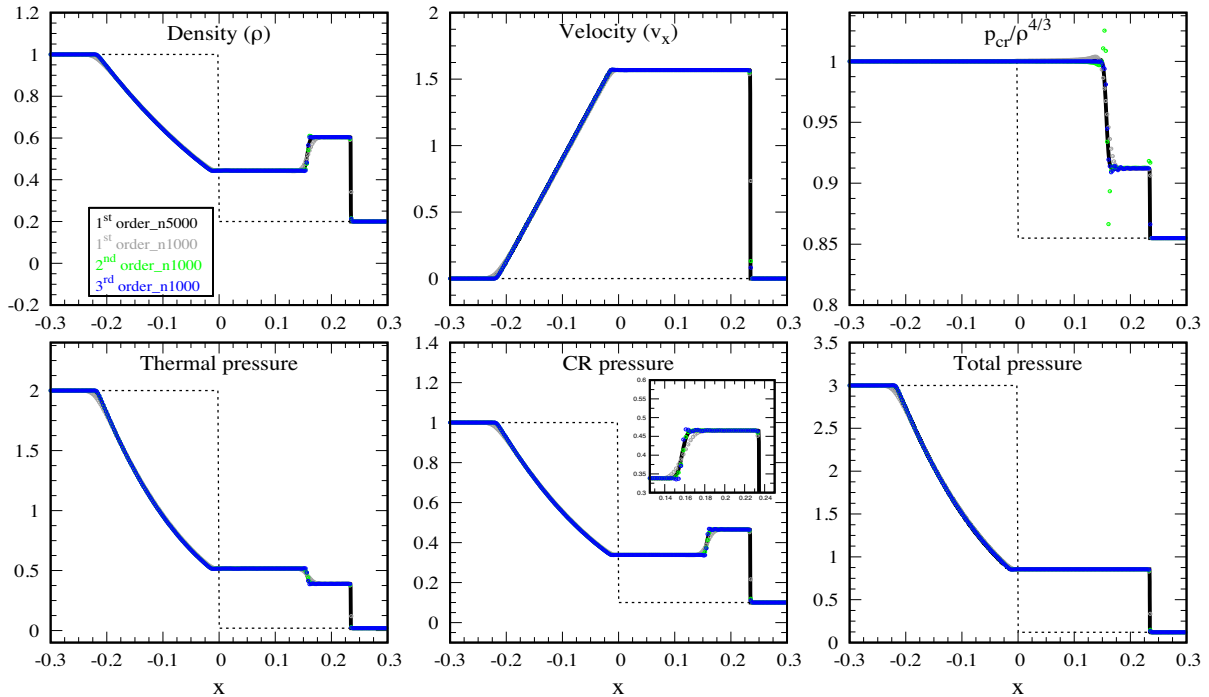 Density (ρ)
1.2
1
0.8
0.6
0.4
0.2
0
-0.2
1st order_n5000
1st order_n1000
2nd order_n1000
3rd order_n1000
-0.3 -0.2 -0.1 0 0.1 0.2 0.3
Velocity (vx)
2
1.5
1
0.5
0
-0.3 -0.2 -0.1 0 0.1 0.2 0.3
pcr/ρ4/3
1
0.95
0.9
0.85
0.8
-0.3 -0.2 -0.1 0 0.1 0.2 0.3
Thermal pressure
2
1.5
1
0.5
0
-0.3 -0.2 -0.1 0 0.1 0.2 0.3
x
CR pressure
1.4
1.2
1
0.8
0.6
0.4
0.2
0
0.6
0.55
0.5
0.45
0.4
0.35
0.3
0.14 0.16 0.18 0.2 0.22 0.24
-0.3 -0.2 -0.1 0 0.1 0.2 0.3
x
Total pressure
3.5
3
2.5
2
1.5
1
0.5
0
-0.3 -0.2 -0.1 0 0.1 0.2 0.3
x